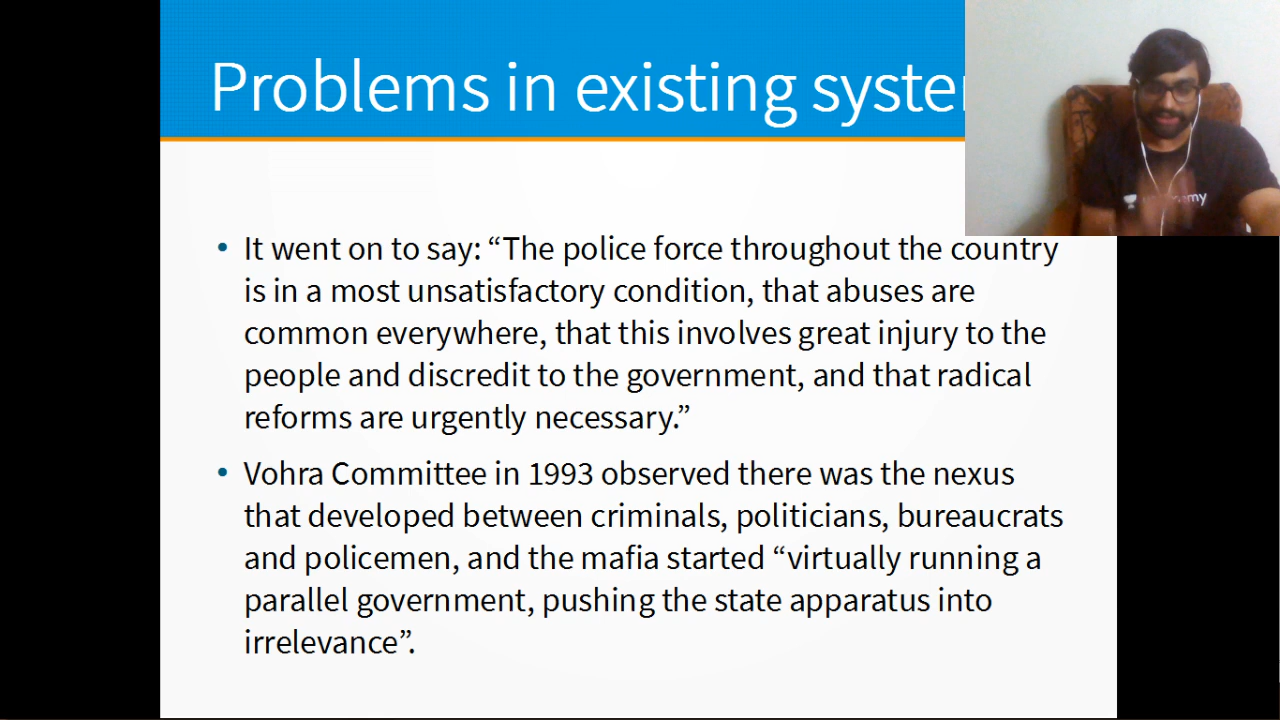 Problems in existing syste
It went on to say: “The police force throughout the country
is in a most unsatisfactory condition, that abuses are
common everywhere, that this involves great injury to the
people and discredit to the government, and that radical
reforms are urgently necessary.”
Vohra Committee in 1993 observed there was the nexus
that developed between criminals, politicians, bureaucrats
and policemen, and the mafia started “virtually running a
parallel government, pushing the state apparatus into
irrelevance”.